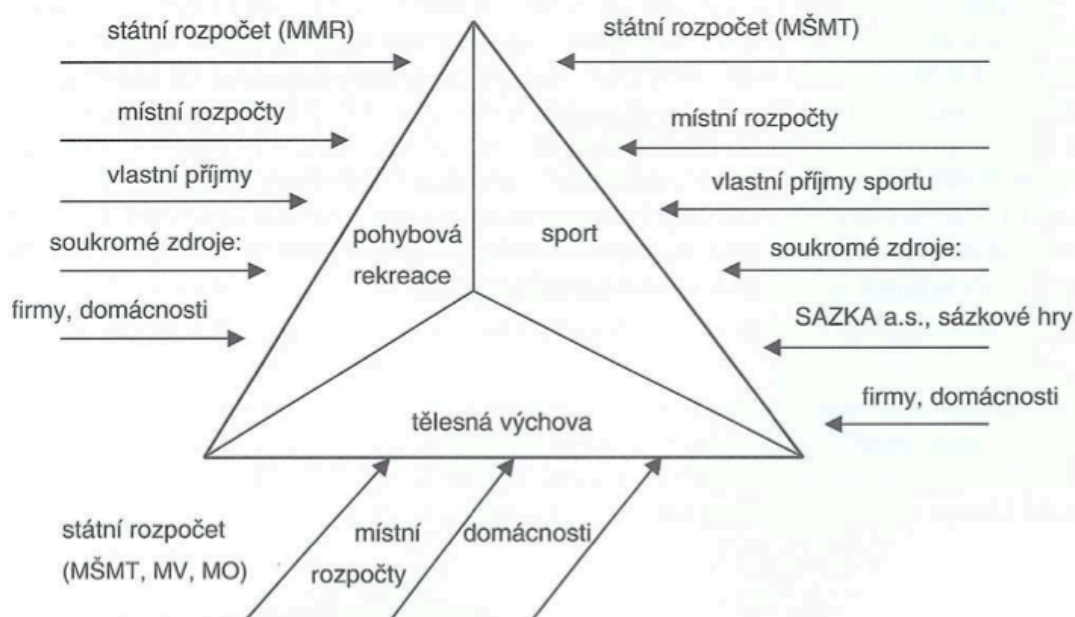 státní rozpočet (MMR)
místní rozpočty
vlastní příjmy
soukromé zdroje:
firmy, domácnosti
státní rozpočet (MŠMT)
místní rozpočty
vlastní příjmy sportu
soukromé zdroje:
SAZKA a.s., sázkové hry
firmy, domácnosti
pohybová
rekreace
sport
tělesná výchova
státní rozpočet
(MŠMT, MV, MO)
místní
rozpočty
domácnosti